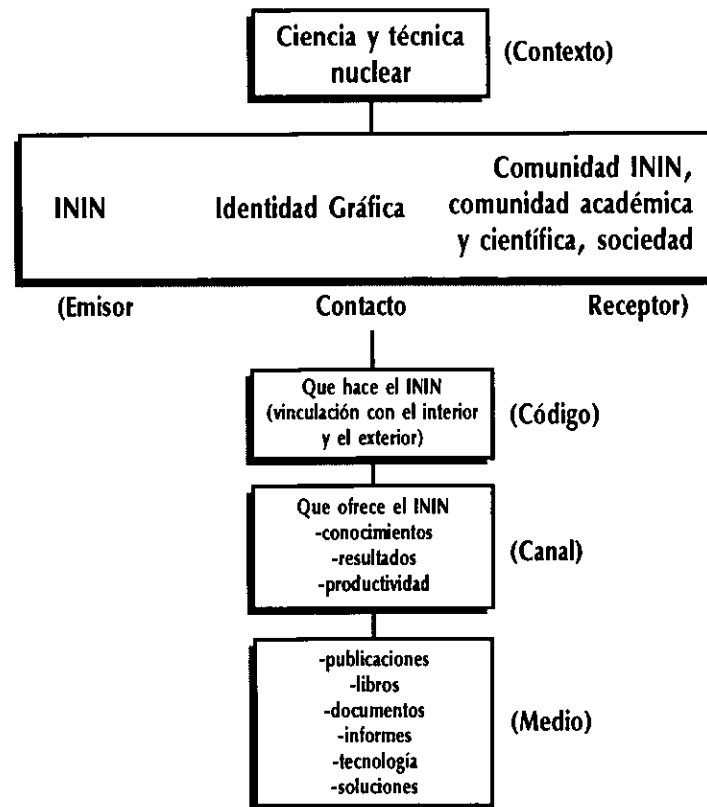 Ciencia y técnica
nuclear
(Contexto)
ININ
Identidad Gráfica
Comunidad ININ,
comunidad académica
y científica, sociedad
(Emisor
Contacto
Receptor)
Que hace el ININ
(vinculación con el interior
y el exterior)
(Código)
Que ofrece el ININ
-conocimientos
-resultados
-productividad
(Canal)
-publicaciones
-libros
-documentos
-informes
-tecnología
-soluciones
(Medio)